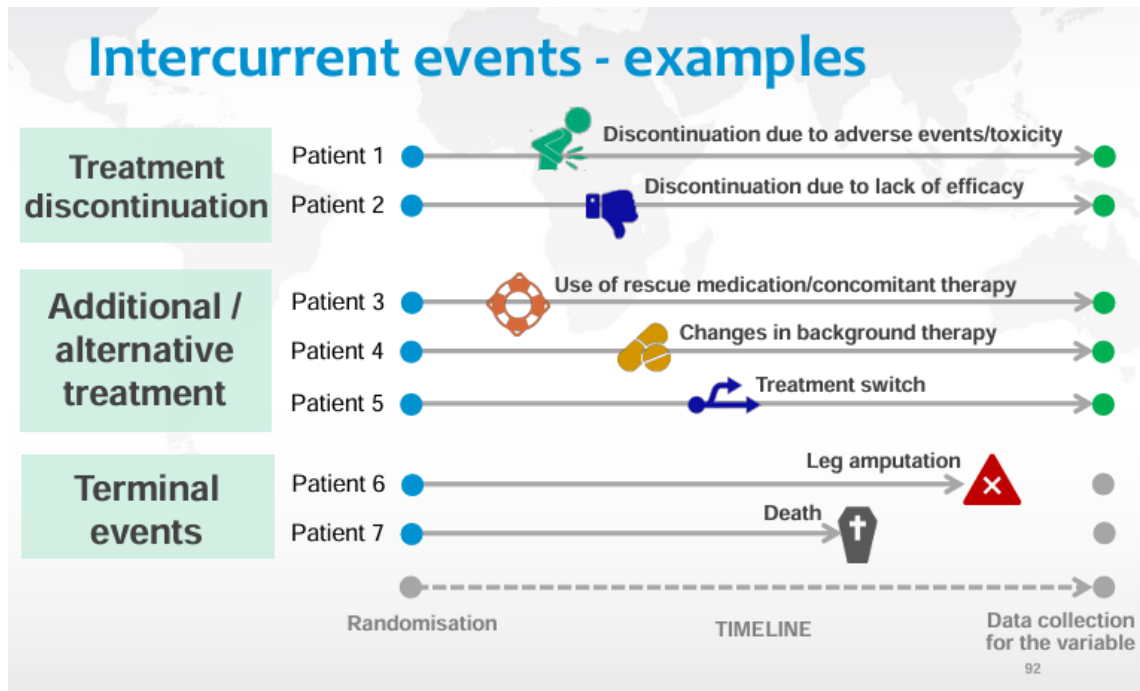 Intercurrent events - examples
Treatment
discontinuation
Patient 1
Discontinuation due to adverse events/toxicity
Patient 2
Discontinuation due to lack of efficacy
Additional /
alternative
treatment
Patient 3
Use of rescue medication/concomitant therapy
Patient 4
Changes in background therapy
Patient 5
Treatment switch
Terminal
events
Patient 6
Leg amputation
Patient 7
Death
Randomisation
TIMELINE
Data collection
for the variable
92